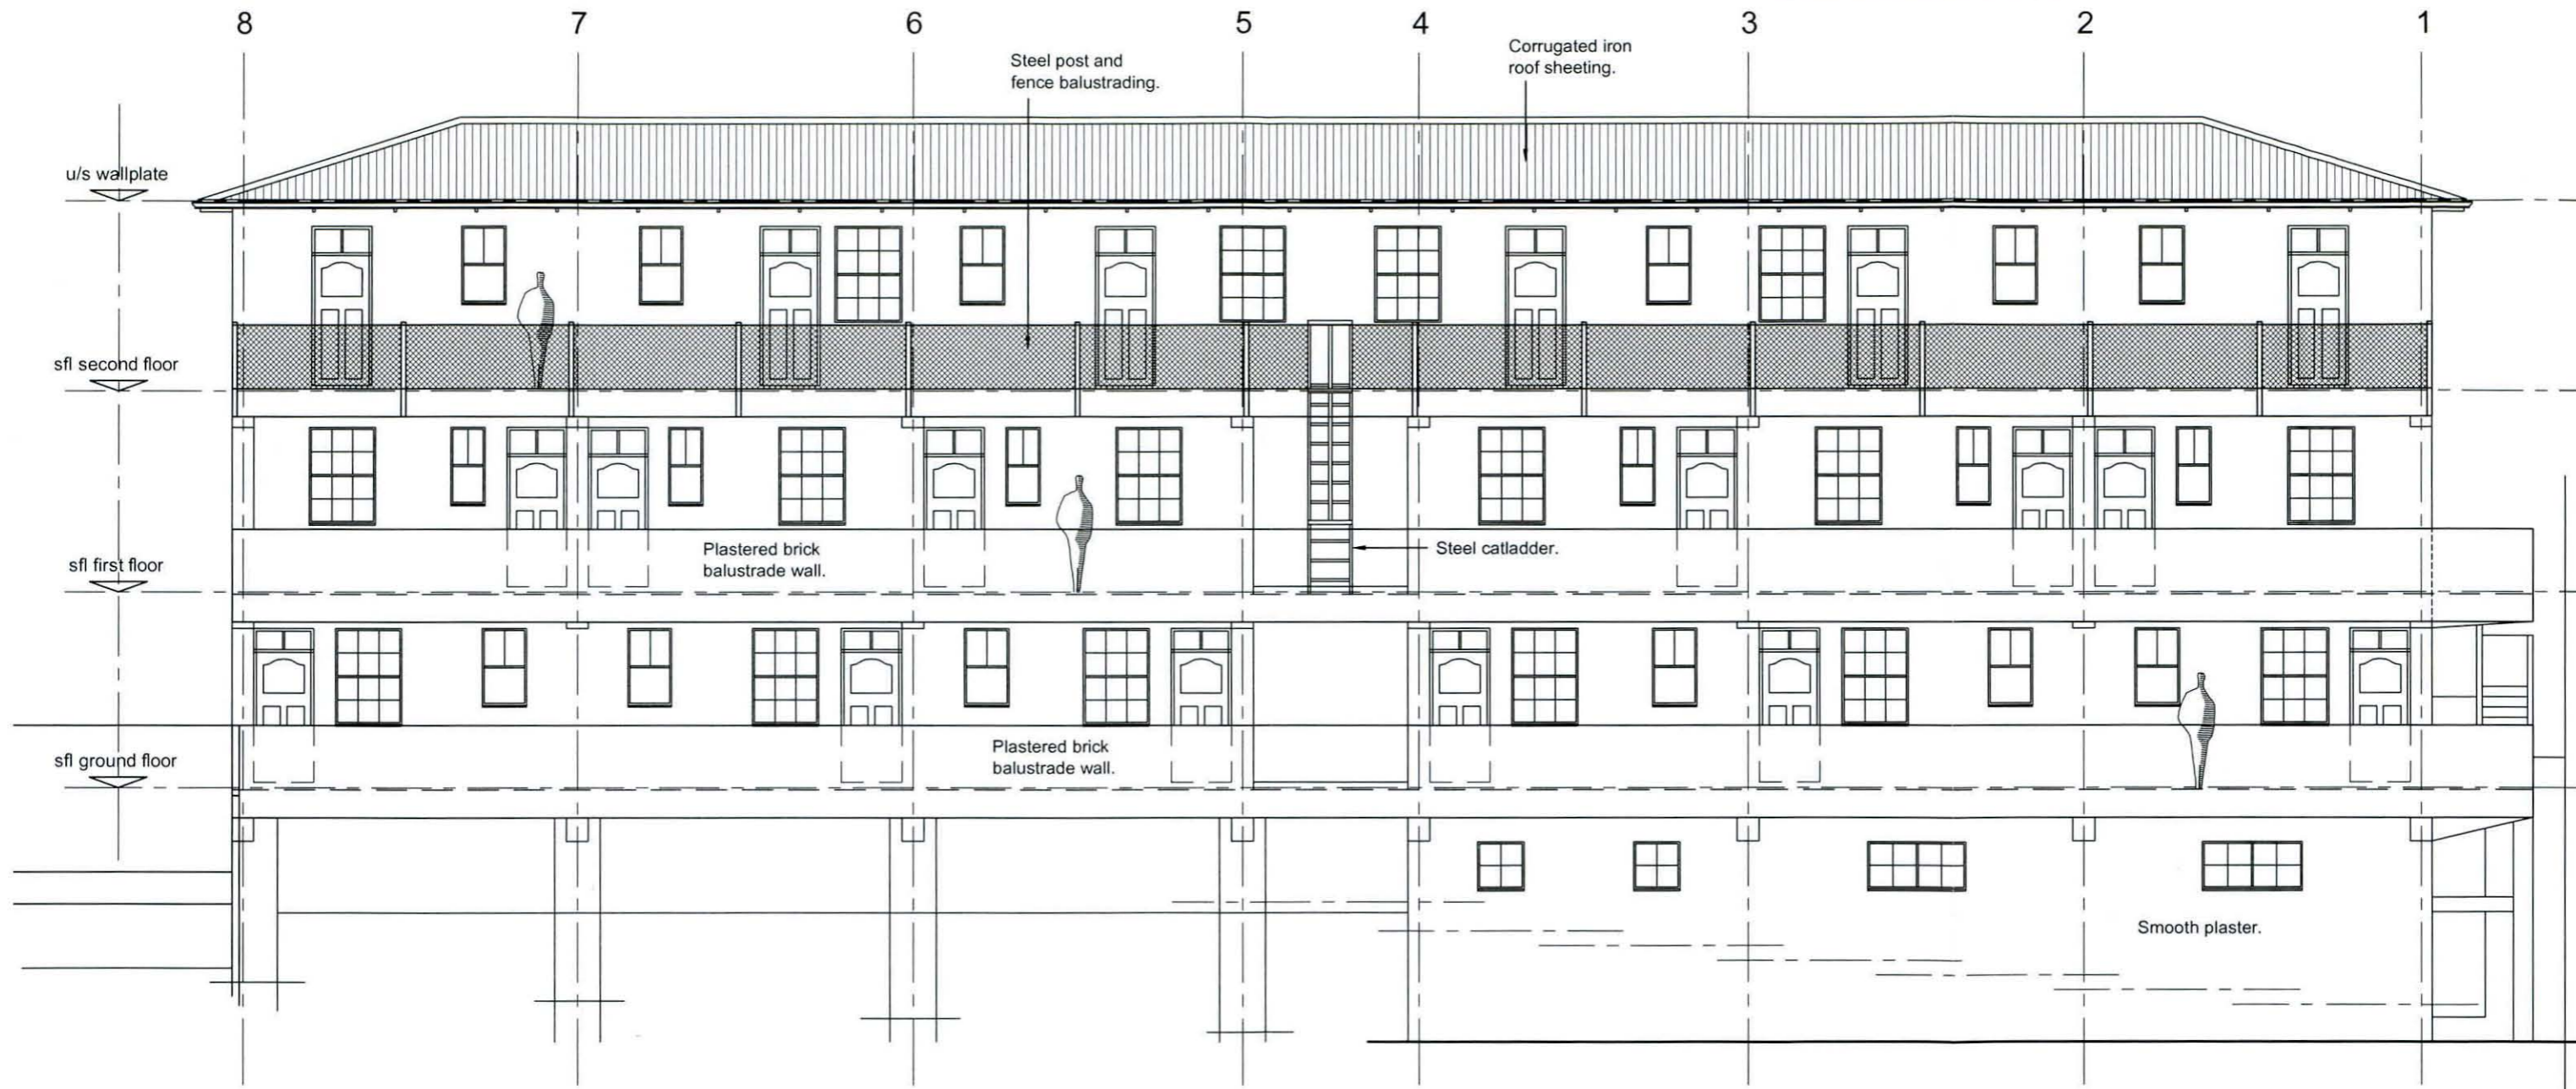 8 7 6 5 4 3 2 1
Steel post and
fence balustrading.
Corrugated iron
roof sheeting.
u/s wallplate
sfl second floor
sfl first floor
Plastered brick
balustrade wall.
Steel catladder.
sfl ground floor
Plastered brick
balustrade wall.
Smooth plaster.